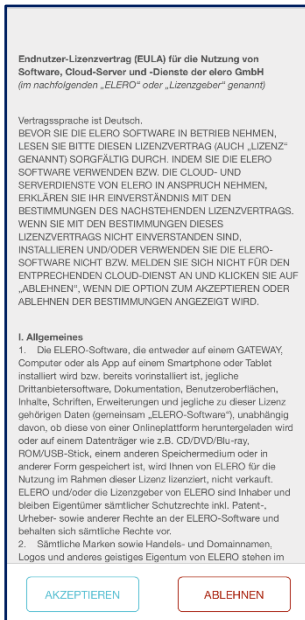 Endnutzer-Lizenzvertrag (EULA) für die Nutzung von
Software, Cloud-Server und -Dienste der elero GmbH
(im nachfolgenden „ELERO" oder „Lizenzgeber" genannt)
Vertragssprache ist Deutsch.
BEVOR SIE DIE ELERO SOFTWARE IN BETRIEB NEHMEN,
LESEN SIE BITTE DIESEN LIZENZVERTRAG (AUCH „LIZENZ"
GENANNT) SORGFÄLTIG DURCH. INDEM SIE DIE ELERO
SOFTWARE VERWENDEN BZW. DIE CLOUD- UND
SERVERDIENSTE VON ELERO IN ANSPRUCH NEHMEN,
ERKLÄREN SIE IHR EINVERSTÄNDNIS MIT DEN
BESTIMMUNGEN DES NACHSTEHENDEN LIZENZVERTRAGS.
WENN SIE MIT DEN BESTIMMUNGEN DIESES
LIZENZVERTRAGS NICHT EINVERSTANDEN SIND,
INSTALLIEREN UND/ODER VERWENDEN SIE DIE ELERO-
SOFTWARE NICHT BZW. MELDEN SIE SICH NICHT FÜR DEN
ENTPRECHENDEN CLOUD-DIENST AN UND KLICKEN SIE AUF
„ABLEHNEN", WENN DIE OPTION ZUM AKZEPTIEREN ODER
ABLEHNEN DER BESTIMMUNGEN ANGEZEIGT WIRD.
I. Allgemeines
1. Die ELERO-Software, die entweder auf einem GATEWAY,
Computer oder als App auf einem Smartphone oder Tablet
installiert wird bzw. bereits vorinstalliert ist, jegliche
Drittanbietersoftware, Dokumentation, Benutzeroberflächen,
Inhalte, Schriften, Erweiterungen und jegliche zu dieser Lizenz
gehörigen Daten (gemeinsam „ELERO-Software"), unabhängig
davon, ob diese von einer Onlineplattform heruntergeladen wird
oder auf einem Datenträger wie z.B. CD/DVD/Blu-ray,
ROM/USB-Stick, einem anderen Speichermedium oder in
anderer Form gespeichert ist, wird Ihnen von ELERO für die
Nutzung im Rahmen dieser Lizenz lizenziert, nicht verkauft.
ELERO und/oder die Lizenzgeber von ELERO sind Inhaber und
bleiben Eigentümer sämtlicher Schutzrechte inkl. Patent-,
Urheber- sowie anderer Rechte an der ELERO-Software und
behalten sich sämtliche Rechte vor.
2. Sämtliche Marken sowie Handels- und Domainnamen,
Logos und anderes geistiges Eigentum von ELERO stehen im
AKZEPTIEREN
ABLEHNEN